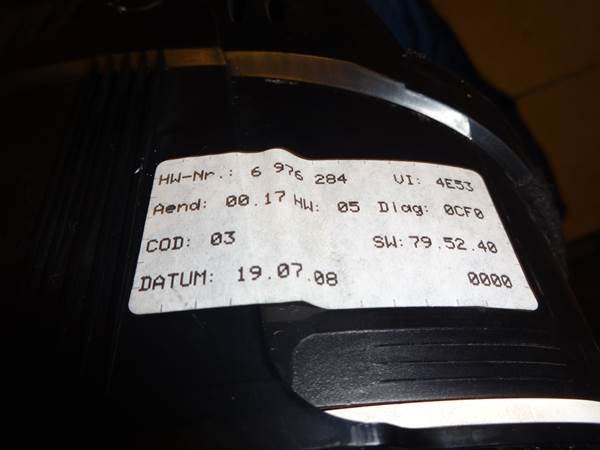 HW-Nr.: 6 976 284 VI: 4E53
Aend: 00.17 HW: 05 Diag: 0CF0
COD: 03 SW: 79.52.40
DATUM: 19.07.08 0000